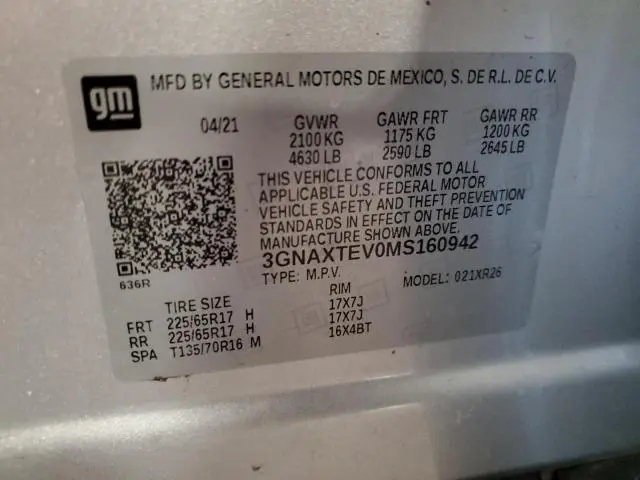 gm
MFD BY GENERAL MOTORS DE MEXICO, S. DE R.L. DE C.V.
04/21 GVWR GAWR FRT GAWR RR
2100 KG 1175 KG 1200 KG
4630 LB 2590 LB 2645 LB
THIS VEHICLE CONFORMS TO ALL
APPLICABLE U.S. FEDERAL MOTOR
VEHICLE SAFETY AND THEFT PREVENTION
STANDARDS IN EFFECT ON THE DATE OF
MANUFACTURE SHOWN ABOVE.
3GNAXTEV0MS160942
636R
TYPE: M.P.V. MODEL: 021XR26
TIRE SIZE RIM
FRT 225/65R17 H 17X7J
RR 225/65R17 H 17X7J
SPA T135/70R16 M 16X4BT